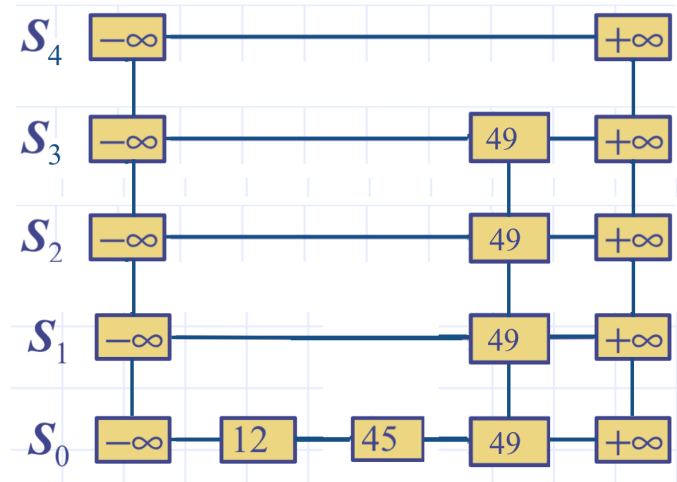 S4 −∞ +∞
S3 −∞ 49 +∞
S2 −∞ 49 +∞
S1 −∞ 49 +∞
S0 −∞ 12 45 49 +∞